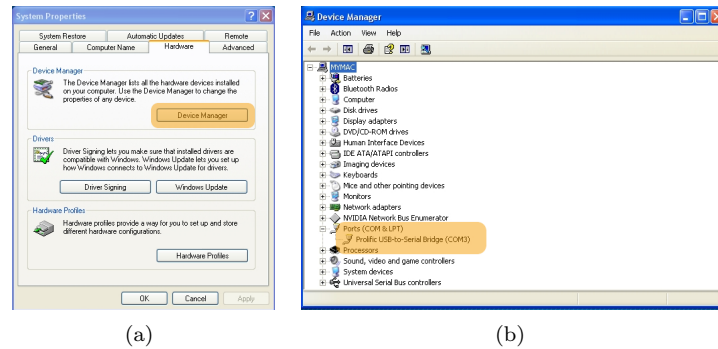 System Properties
System Restore Automatic Updates Remote
General Computer Name Hardware Advanced
Device Manager
The Device Manager lists all the hardware devices installed
on your computer. Use the Device Manager to change the
properties of any device.
Device Manager
Drivers
Driver Signing lets you make sure that installed drivers are
compatible with Windows. Windows Update lets you set up
how Windows connects to Windows Update for drivers.
Driver Signing Windows Update
Hardware Profiles
Hardware profiles provide a way for you to set up and store
different hardware configurations.
Hardware Profiles
OK Cancel Apply
(a)
Device Manager
File Action View Help
MYMAC
Batteries
Bluetooth Radios
Computer
Disk drives
Display adapters
DVD/CD-ROM drives
Human Interface Devices
IDE ATA/ATAPI controllers
Imaging devices
Keyboards
Mice and other pointing devices
Monitors
Network adapters
NVIDIA Network Bus Enumerator
Ports (COM & LPT)
Prolific USB-to-Serial Bridge (COM3)
Processors
Sound, video and game controllers
System devices
Universal Serial Bus controllers
(b)